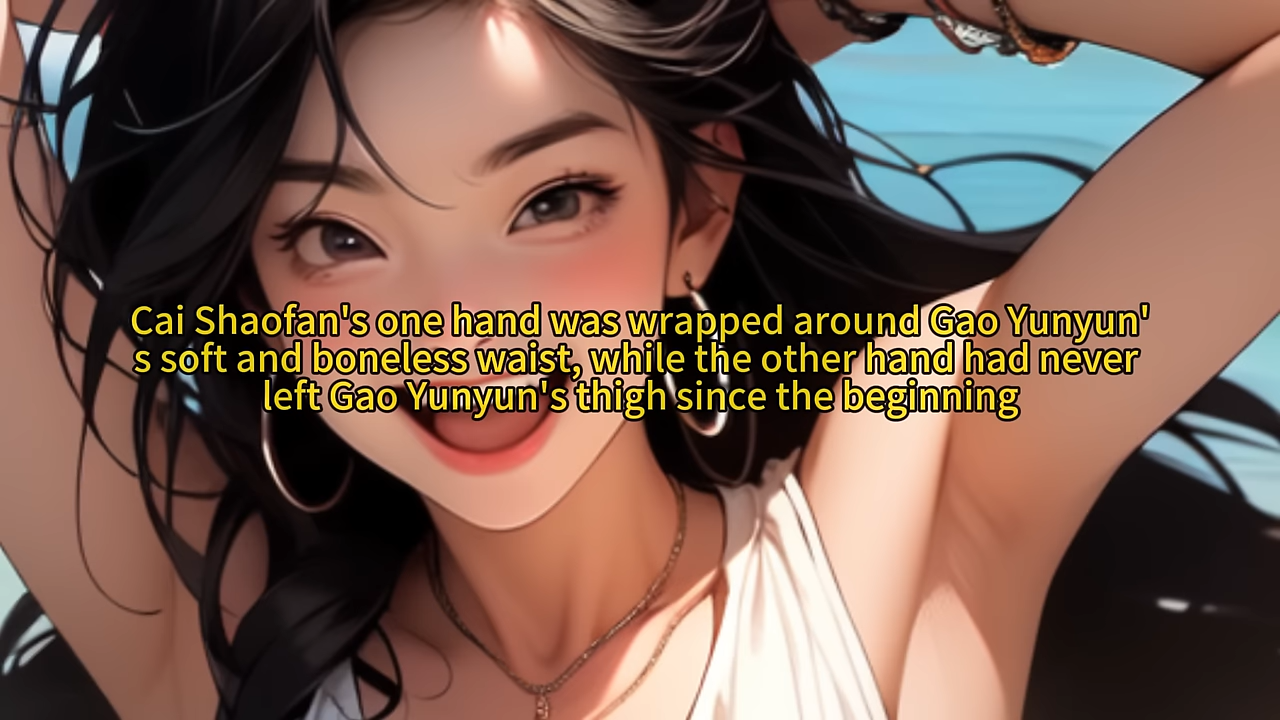 Cai Shaofan's one hand was wrapped around Gao Yunyun'
s soft and boneless waist, while the other hand had never
left Gao Yunyun's thigh since the beginning